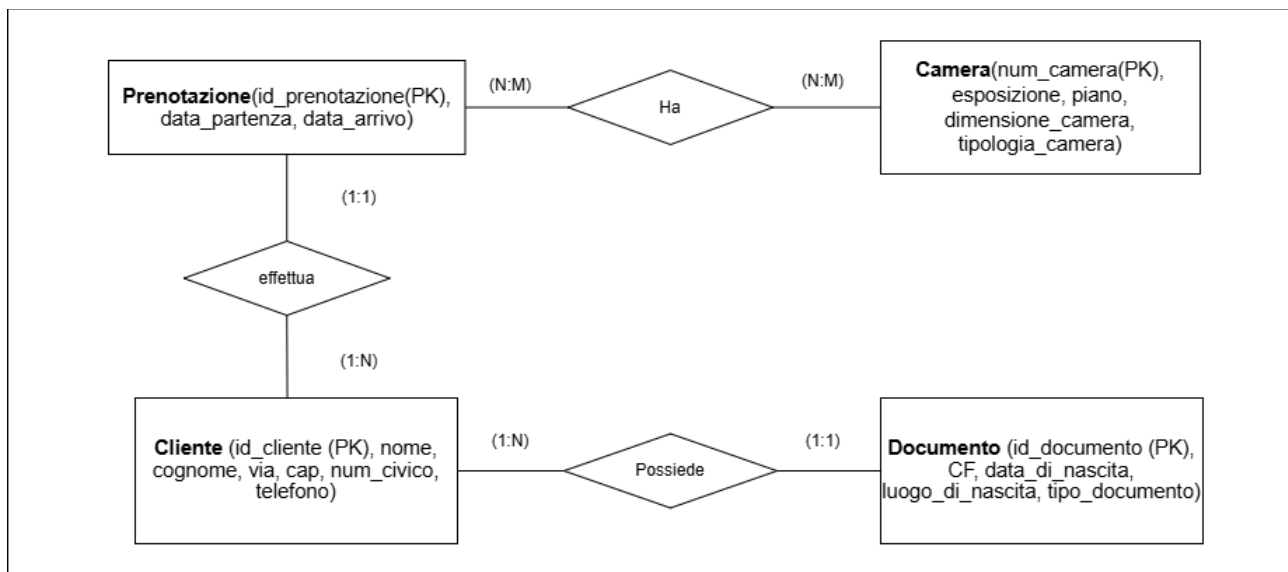 Prenotazione(id_prenotazione(PK),
data_partenza, data_arrivo)
(N:M)
Ha
(N:M)
Camera(num_camera(PK),
esposizione, piano,
dimensione_camera,
tipologia_camera)
(1:1)
effettua
(1:N)
Cliente (id_cliente (PK), nome,
cognome, via, cap, num_civico,
telefono)
(1:N)
Possiede
(1:1)
Documento (id_documento (PK),
CF, data_di_nascita,
luogo_di_nascita, tipo_documento)